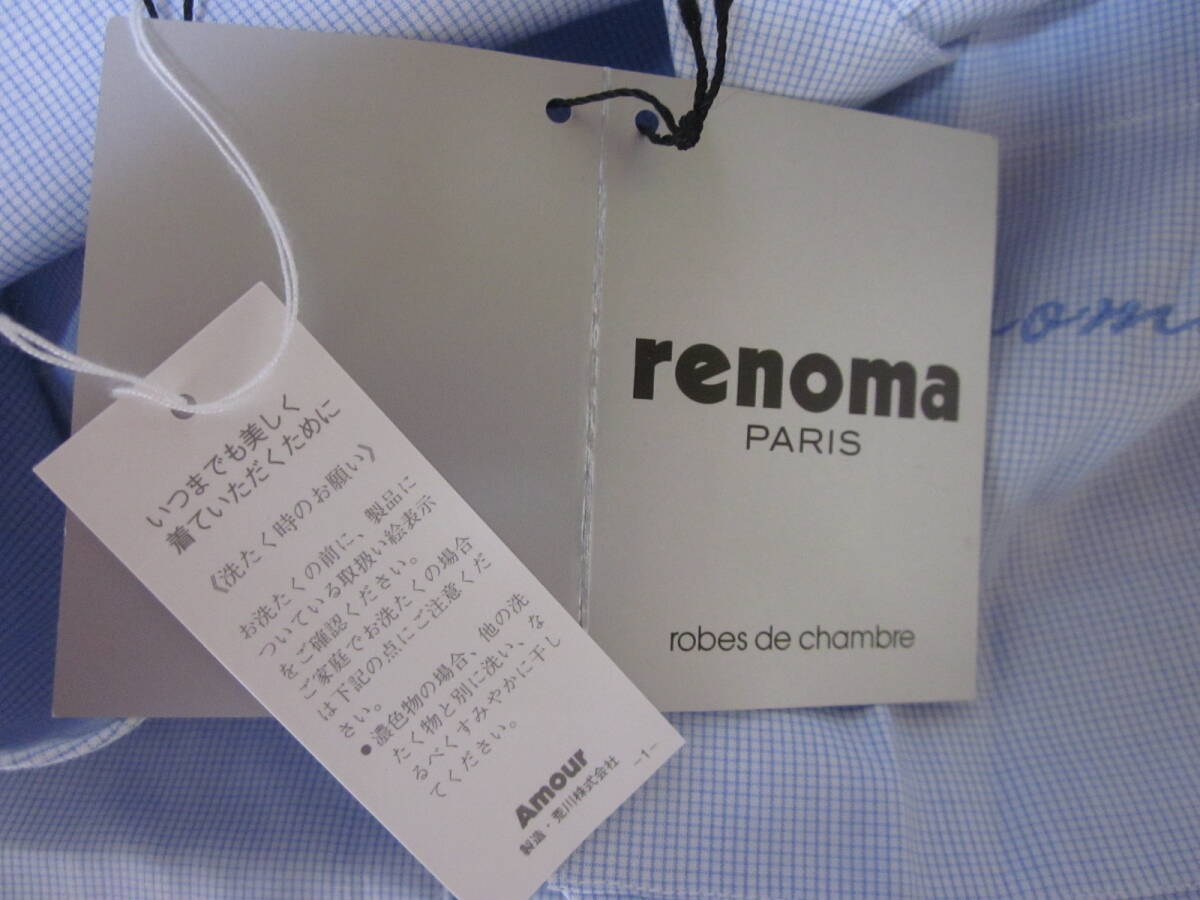 renoma
PARIS
robes de chambre
いつまでも美しく
着ていただくために
《洗たく時のお願い》
お洗たくの前に、製品に
ついている取扱い絵表示
をご確認ください。
ご家庭でお洗たくの場合
は下記の点にご注意くだ
さい。
●濃色物の場合、他の洗
たく物と別に洗い、な
るべくすみやかに干し
てください。
Amour
製造・荒川株式会社
-1-
om